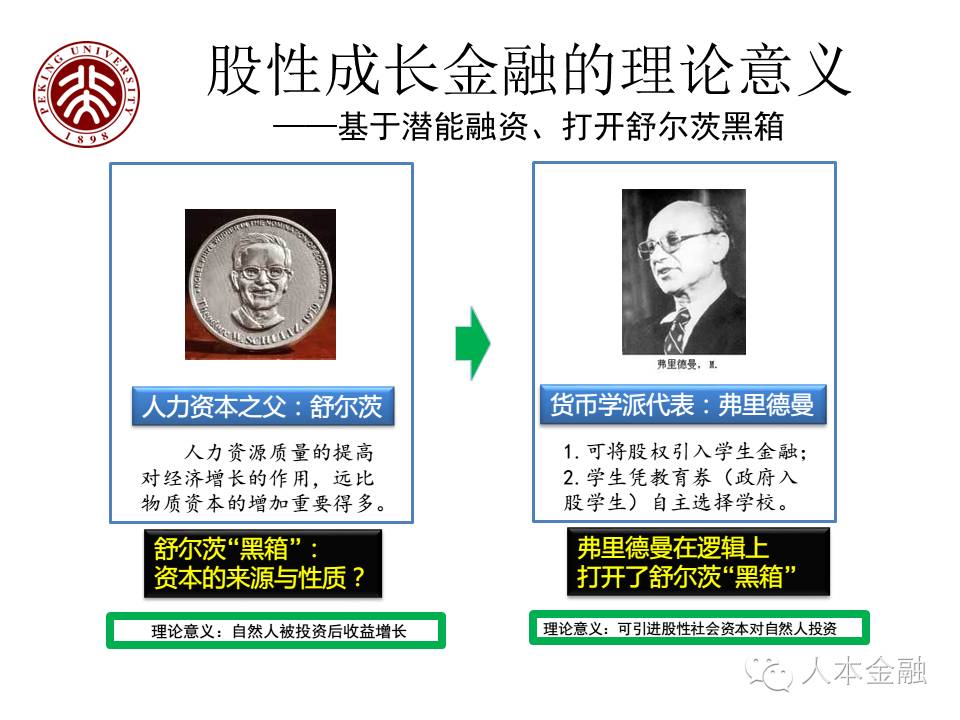 PEKING UNIVERSITY
1898
股性成长金融的理论意义
——基于潜能融资、打开舒尔茨黑箱
NOBEL PRIZE WINNER IN THE NOMINATION OF ECONOMICS
Theodore W. SCHULTZ, 1979
人力资本之父：舒尔茨
人力资源质量的提高
对经济增长的作用，远比
物质资本的增加重要得多。
舒尔茨“黑箱”：
资本的来源与性质？
理论意义：自然人被投资后收益增长
弗里德曼，M.
货币学派代表：弗里德曼
1.可将股权引入学生金融；
2.学生凭教育券（政府入
股学生）自主选择学校。
弗里德曼在逻辑上
打开了舒尔茨“黑箱”
理论意义：可引进股性社会资本对自然人投资
人本金融